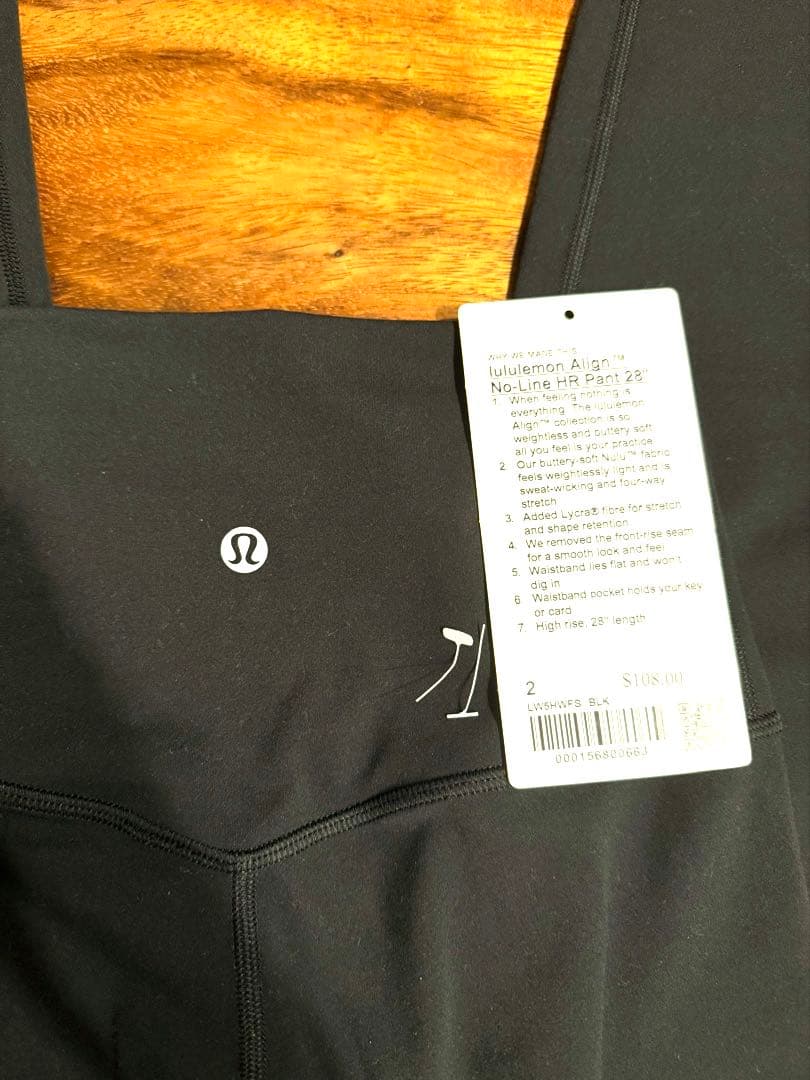 WHY WE MADE THIS
lululemon Align™
No-Line HR Pant 28"
1. When feeling nothing is
everything. The lululemon
Align™ collection is so
weightless and buttery soft
all you feel is your practice
2. Our buttery-soft Nulu™ fabric
feels weightlessly light and is
sweat-wicking and four-way
stretch
3. Added Lycra® fibre for stretch
and shape retention
4. We removed the front-rise seam
for a smooth look and feel
5. Waistband lies flat and won't
dig in
6. Waistband pocket holds your key
or card
7. High rise, 28" length
2 $108.00
LW5HWFS BLK
000156800663